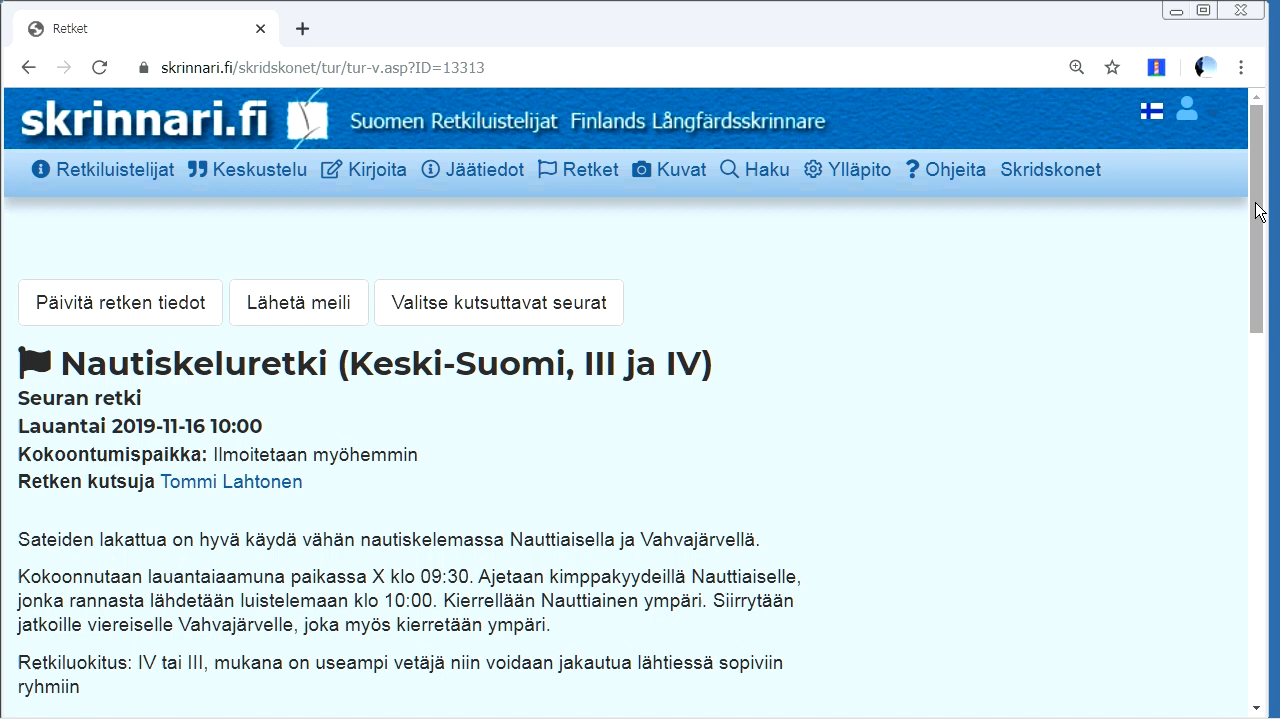 Retket
skrinnari.fi/skridskonet/tur/tur-v.asp?ID=13313
skrinnari.fi Suomen Retkiluistelijat Finlands Långfärdsskrinnare
Retkiluistelijat Keskustelu Kirjoita Jäätiedot Retket Kuvat Haku Ylläpito Ohjeita Skridskonet
Päivitä retken tiedot Lähetä meili Valitse kutsuttavat seurat
Nautiskeluretki (Keski-Suomi, III ja IV)
Seuran retki
Lauantai 2019-11-16 10:00
Kokoontumispaikka: Ilmoitetaan myöhemmin
Retken kutsuja Tommi Lahtonen
Sateiden lakattua on hyvä käydä vähän nautiskelemassa Nauttiaisella ja Vahvajärvellä.
Kokoonnutaan lauantaiaamuna paikassa X klo 09:30. Ajetaan kimppakyydeillä Nauttiaiselle,
jonka rannasta lähdetään luistelemaan klo 10:00. Kierrellään Nauttiainen ympäri. Siirrytään
jatkoille viereiselle Vahvajärvelle, joka myös kierretään ympäri.
Retkiluokitus: IV tai III, mukana on useampi vetäjä niin voidaan jakautua lähtiessä sopiviin
ryhmiin